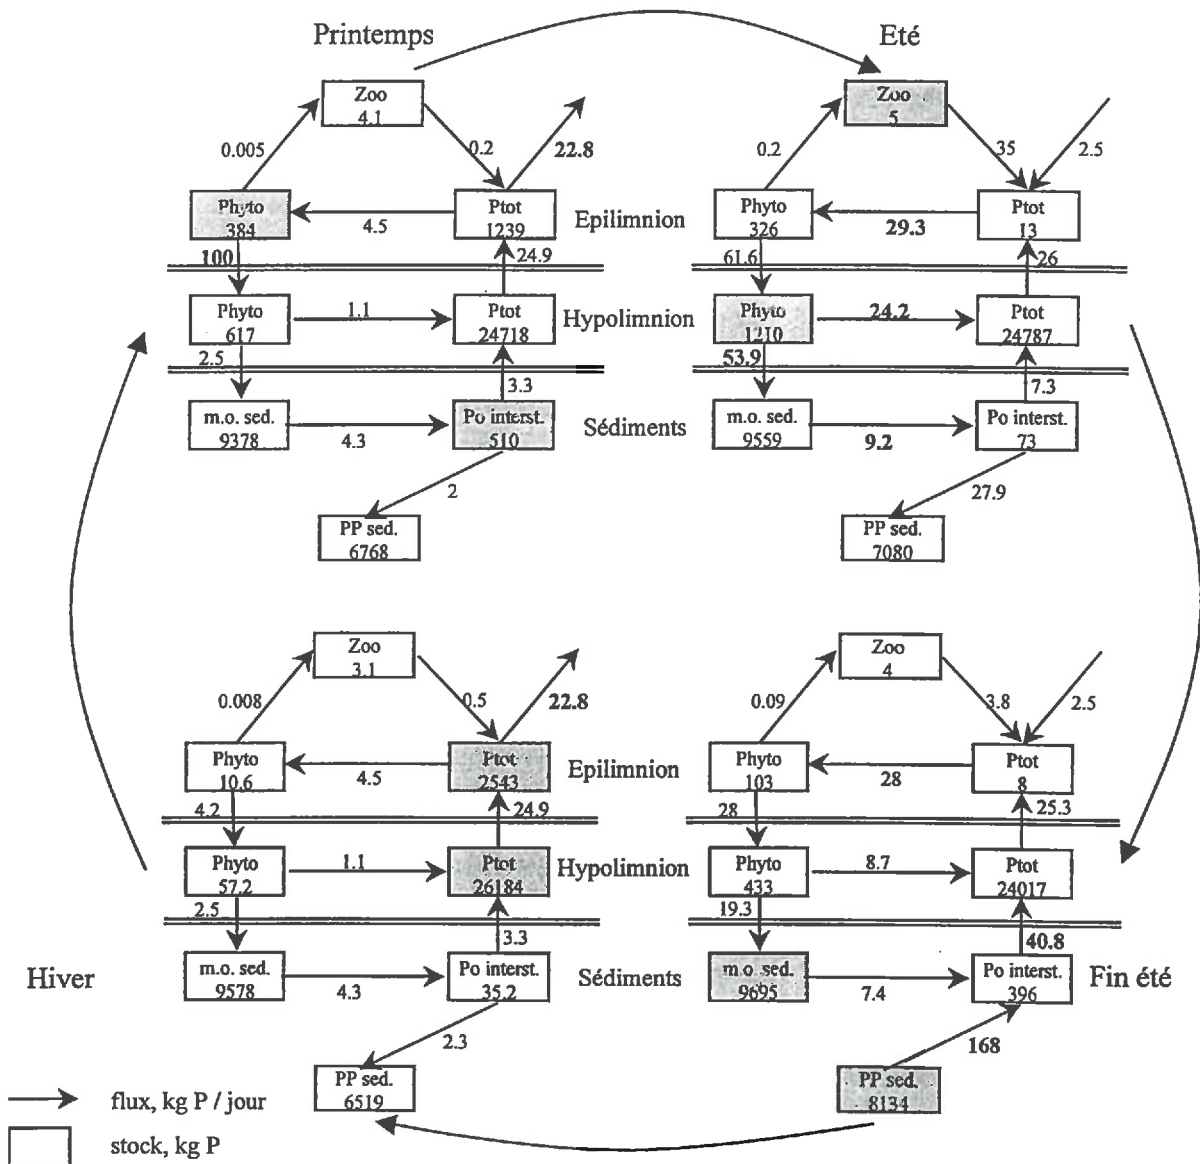 Printemps
Eté
Zoo
4.1
0.005
0.2
22.8
Phyto
384
4.5
Ptot
1239
100
24.9
Phyto
617
1.1
Ptot
24718
2.5
3.3
m.o. sed.
9378
4.3
Po interst.
510
2
PP sed.
6768
Epilimnion
Hypolimnion
Sédiments
Zoo
5
0.2
35
2.5
Phyto
326
29.3
Ptot
13
61.6
26
Phyto
1210
24.2
Ptot
24787
53.9
7.3
m.o. sed.
9559
9.2
Po interst.
73
27.9
PP sed.
7080
Zoo
3.1
0.008
0.5
22.8
Phyto
10.6
4.5
Ptot
2543
4.2
24.9
Phyto
57.2
1.1
Ptot
26184
2.5
3.3
Hiver
m.o. sed.
9578
4.3
Po interst.
35.2
2.3
PP sed.
6519
Epilimnion
Hypolimnion
Sédiments
Zoo
4
0.09
3.8
2.5
Phyto
103
28
Ptot
8
28
25.3
Phyto
433
8.7
Ptot
24017
19.3
40.8
m.o. sed.
9695
7.4
Po interst.
396
Fin été
168
PP sed.
8134
flux, kg P / jour
stock, kg P